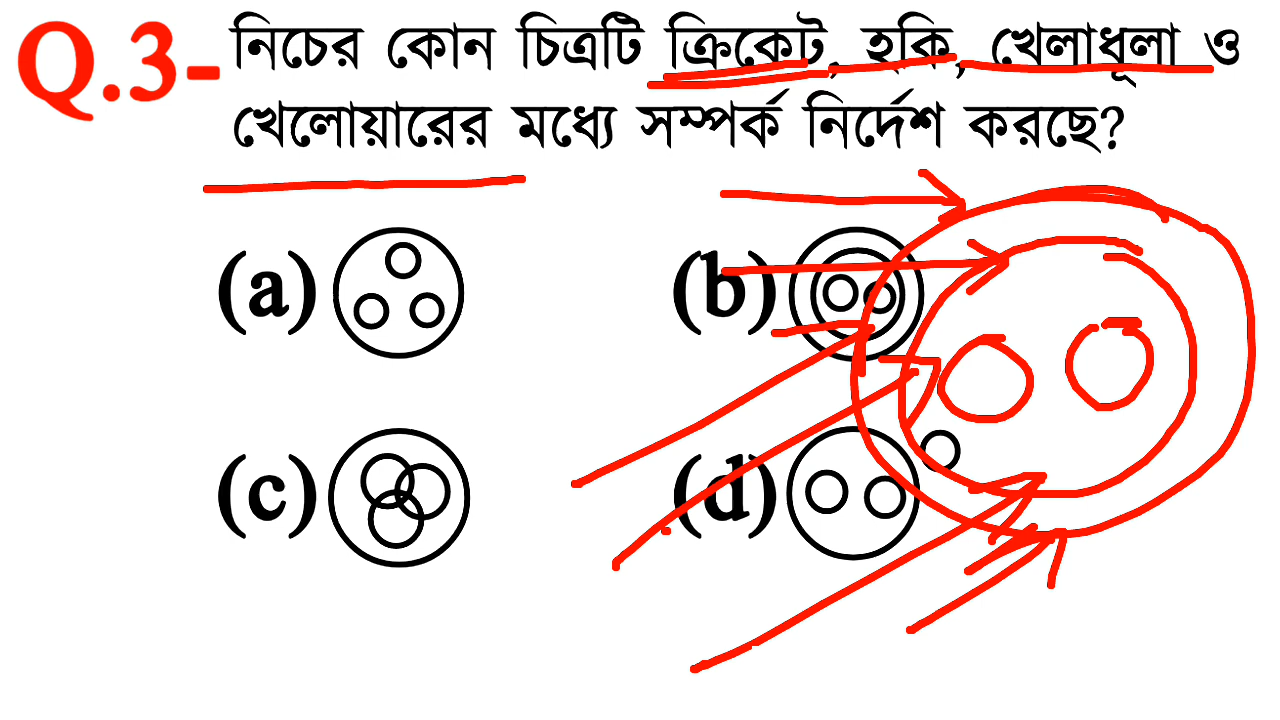 Q.3- নিচের কোন চিত্রটি ক্রিকেট, হকি, খেলাধূলা ও
খেলোয়ারের মধ্যে সম্পর্ক নির্দেশ করছে?
(a) (b)
(c) (d)